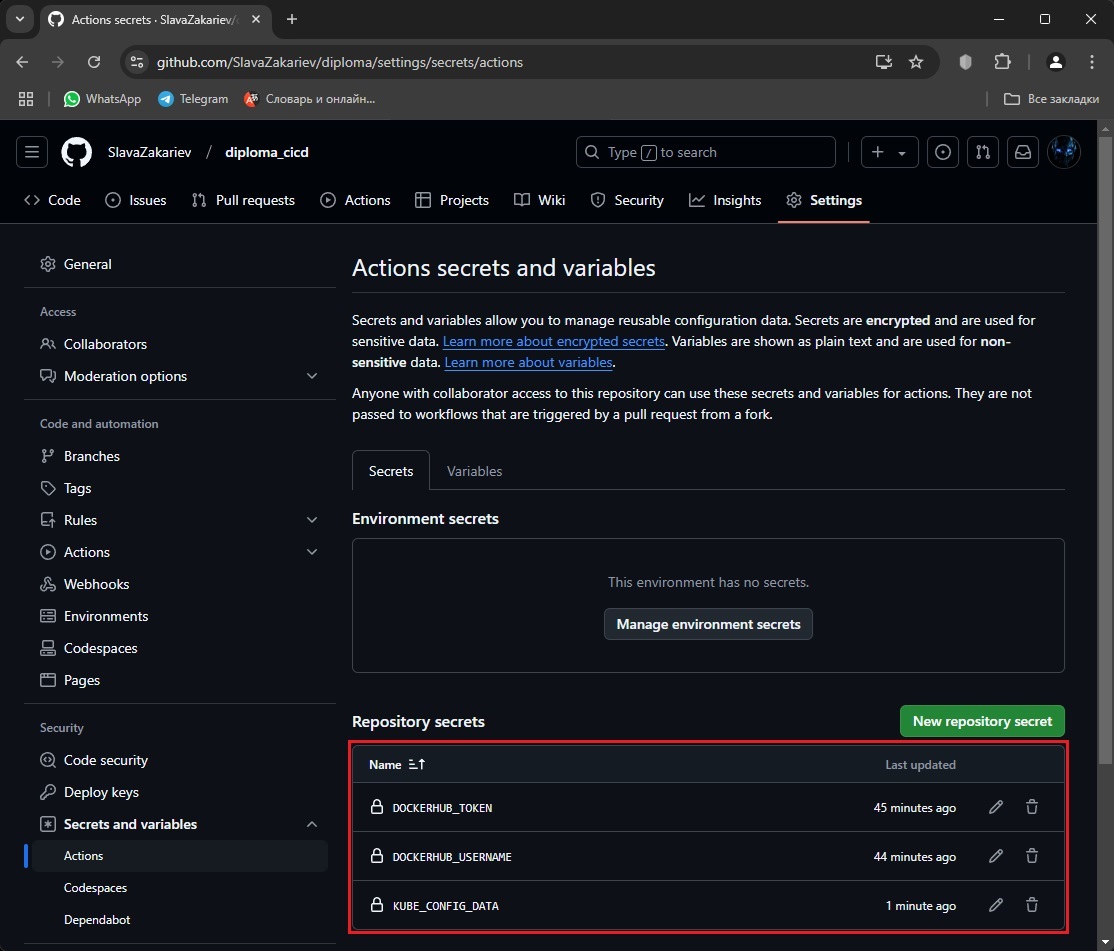 Actions secrets · SlavaZakariev/
github.com/SlavaZakariev/diploma/settings/secrets/actions
WhatsApp
Telegram
Словарь и онлайн...
Все закладки
SlavaZakariev / diploma_cicd
Type / to search
Code
Issues
Pull requests
Actions
Projects
Wiki
Security
Insights
Settings
General
Access
Collaborators
Moderation options
Code and automation
Branches
Tags
Rules
Actions
Webhooks
Environments
Codespaces
Pages
Security
Code security
Deploy keys
Secrets and variables
Actions
Codespaces
Dependabot
Actions secrets and variables
Secrets and variables allow you to manage reusable configuration data. Secrets are encrypted and are used for
sensitive data. Learn more about encrypted secrets. Variables are shown as plain text and are used for non-
sensitive data. Learn more about variables.
Anyone with collaborator access to this repository can use these secrets and variables for actions. They are not
passed to workflows that are triggered by a pull request from a fork.
Secrets
Variables
Environment secrets
This environment has no secrets.
Manage environment secrets
Repository secrets
New repository secret
Name
Last updated
DOCKERHUB_TOKEN
45 minutes ago
DOCKERHUB_USERNAME
44 minutes ago
KUBE_CONFIG_DATA
1 minute ago